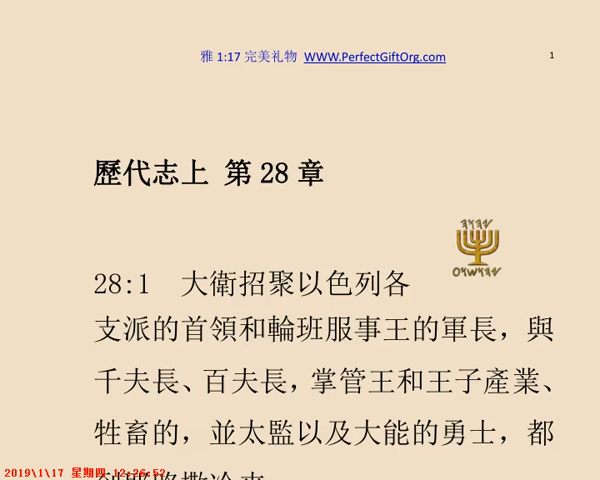 雅 1:17 完美礼物 WWW.PerfectGiftOrg.com 1
歷代志上 第 28 章
28:1 大衛招聚以色列各
支派的首領和輪班服事王的軍長，與
千夫長、百夫長，掌管王和王子產業、
牲畜的，並太監以及大能的勇士，都
2019\1\17 星期四 12:26:52